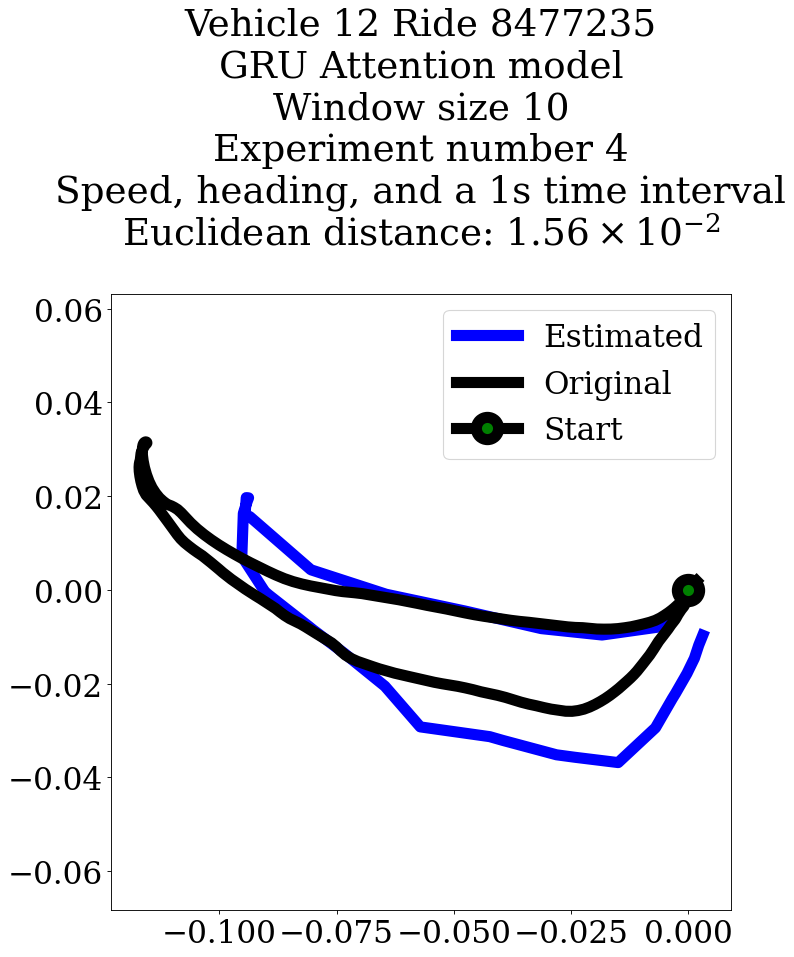 Vehicle 12 Ride 8477235
GRU Attention model
Window size 10
Experiment number 4
Speed, heading, and a 1s time interval
Euclidean distance: 1.56 × 10⁻²
Estimated
Original
Start
0.06
0.04
0.02
0.00
−0.02
−0.04
−0.06
−0.100 −0.075 −0.050 −0.025 0.000